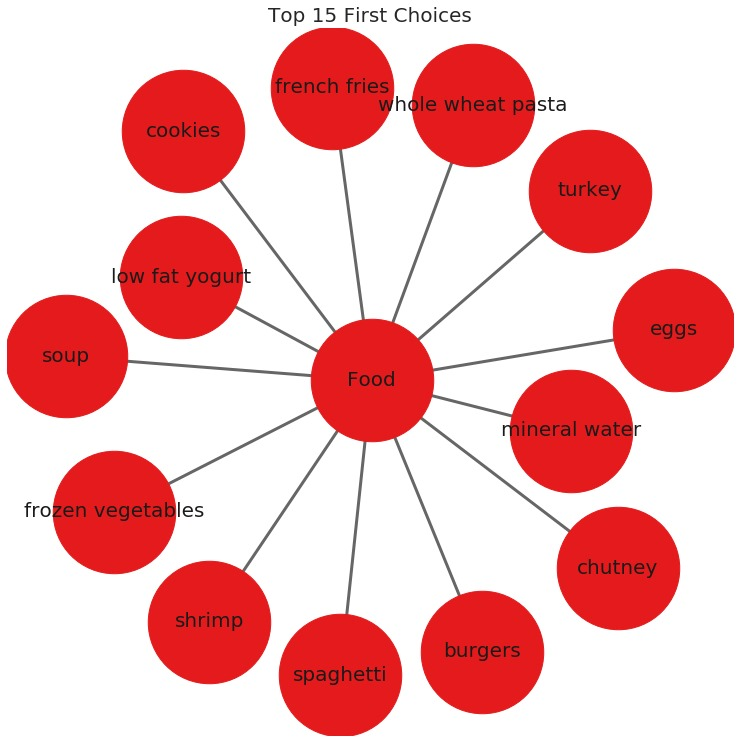 Top 15 First Choices
french fries
whole wheat pasta
cookies
turkey
low fat yogurt
eggs
soup
Food
mineral water
frozen vegetables
chutney
shrimp
burgers
spaghetti